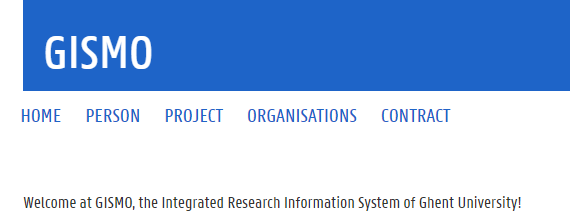 GISMO
HOME PERSON PROJECT ORGANISATIONS CONTRACT
Welcome at GISMO, the Integrated Research Information System of Ghent University!